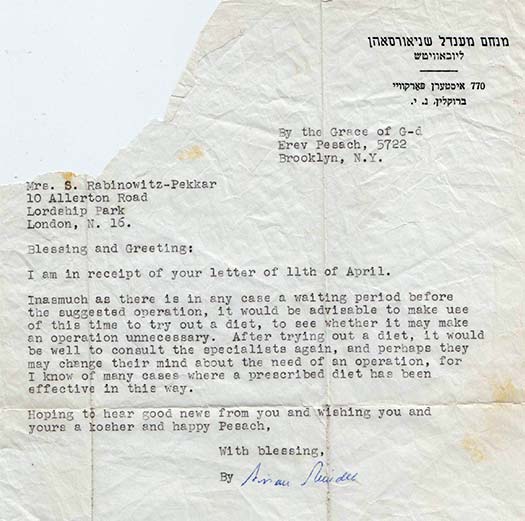 מנחם מענדל שניאורסאהן
ליובאוויטש
770 איסטערן פארקוויי
ברוקלין, נ. י.
By the Grace of G-d
Erev Pesach, 5722
Brooklyn, N.Y.
Mrs. S. Rabinowitz-Pekkar
10 Allerton Road
Lordship Park
London, N. 16.
Blessing and Greeting:
I am in receipt of your letter of 11th of April.
Inasmuch as there is in any case a waiting period before
the suggested operation, it would be advisable to make use
of this time to try out a diet, to see whether it may make
an operation unnecessary. After trying out a diet, it would
be well to consult the specialists again, and perhaps they
may change their mind about the need of an operation, for
I know of many cases where a prescribed diet has been
effective in this way.
Hoping to hear good news from you and wishing you and
yours a kosher and happy Pesach,
With blessing,
By